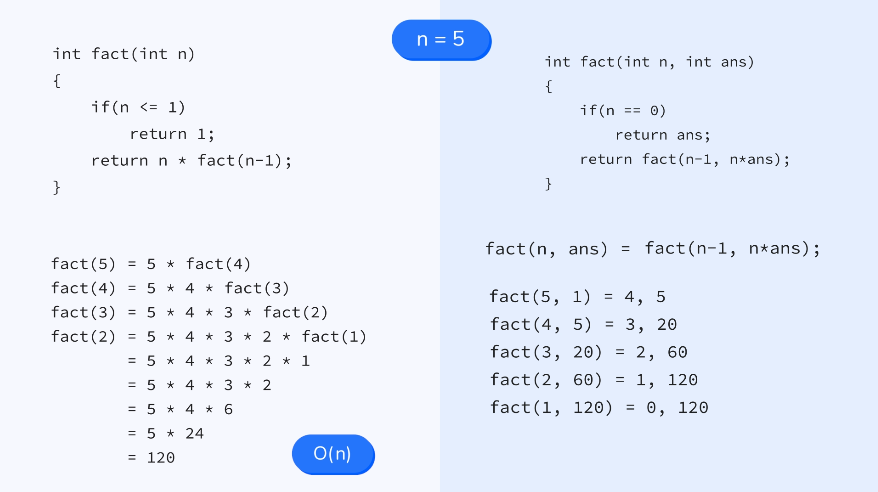 n = 5
int fact(int n)
{
if(n <= 1)
return 1;
return n * fact(n-1);
}
fact(5) = 5 * fact(4)
fact(4) = 5 * 4 * fact(3)
fact(3) = 5 * 4 * 3 * fact(2)
fact(2) = 5 * 4 * 3 * 2 * fact(1)
= 5 * 4 * 3 * 2 * 1
= 5 * 4 * 3 * 2
= 5 * 4 * 6
= 5 * 24
= 120
O(n)
int fact(int n, int ans)
{
if(n == 0)
return ans;
return fact(n-1, n*ans);
}
fact(n, ans) = fact(n-1, n*ans);
fact(5, 1) = 4, 5
fact(4, 5) = 3, 20
fact(3, 20) = 2, 60
fact(2, 60) = 1, 120
fact(1, 120) = 0, 120